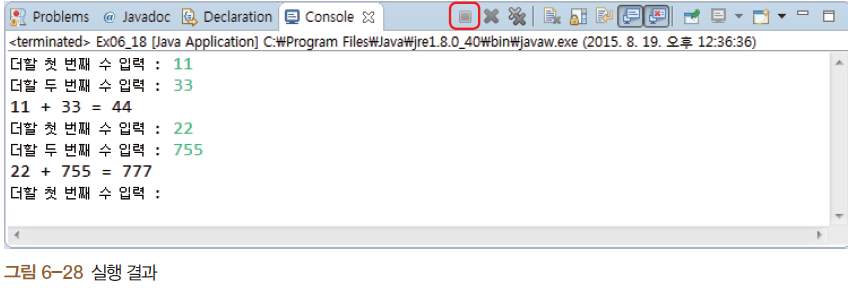 Problems @ Javadoc Declaration Console
<terminated> Ex06_18 [Java Application] C:₩Program Files₩Java₩jre1.8.0_40₩bin₩javaw.exe (2015. 8. 19. 오후 12:36:36)
더할 첫 번째 수 입력 : 11
더할 두 번째 수 입력 : 33
11 + 33 = 44
더할 첫 번째 수 입력 : 22
더할 두 번째 수 입력 : 755
22 + 755 = 777
더할 첫 번째 수 입력 :
그림 6-28 실행 결과